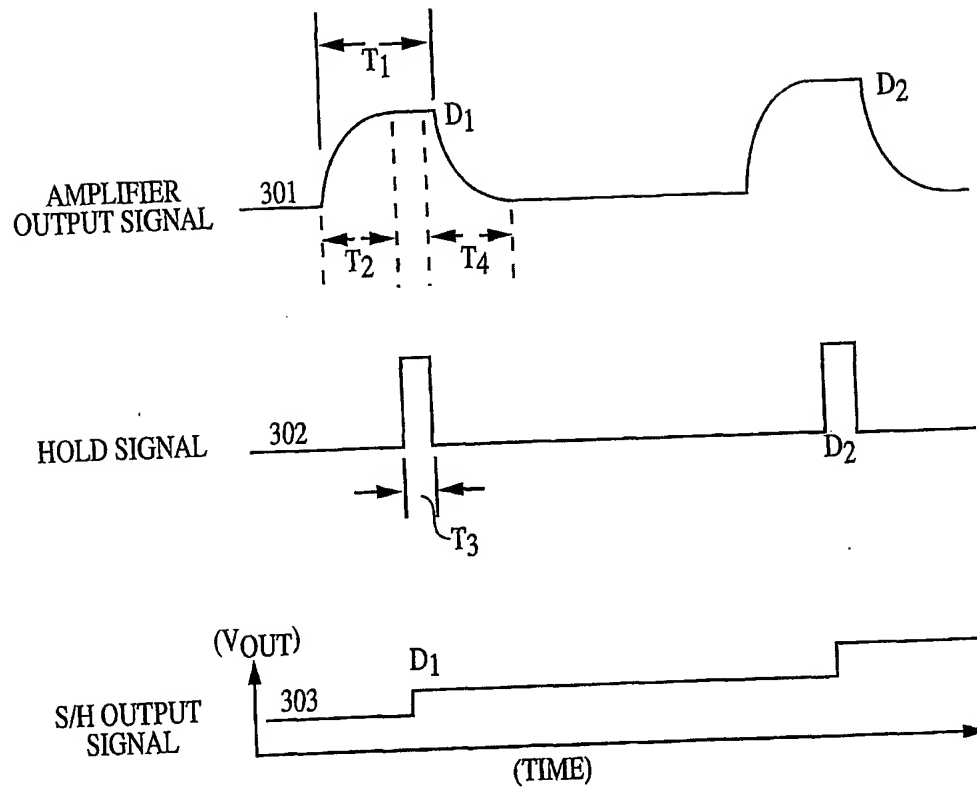 T1
D1
D2
301
AMPLIFIER
OUTPUT SIGNAL
T2
T4
302
HOLD SIGNAL
D2
T3
(VOUT)
D1
303
S/H OUTPUT
SIGNAL
(TIME)